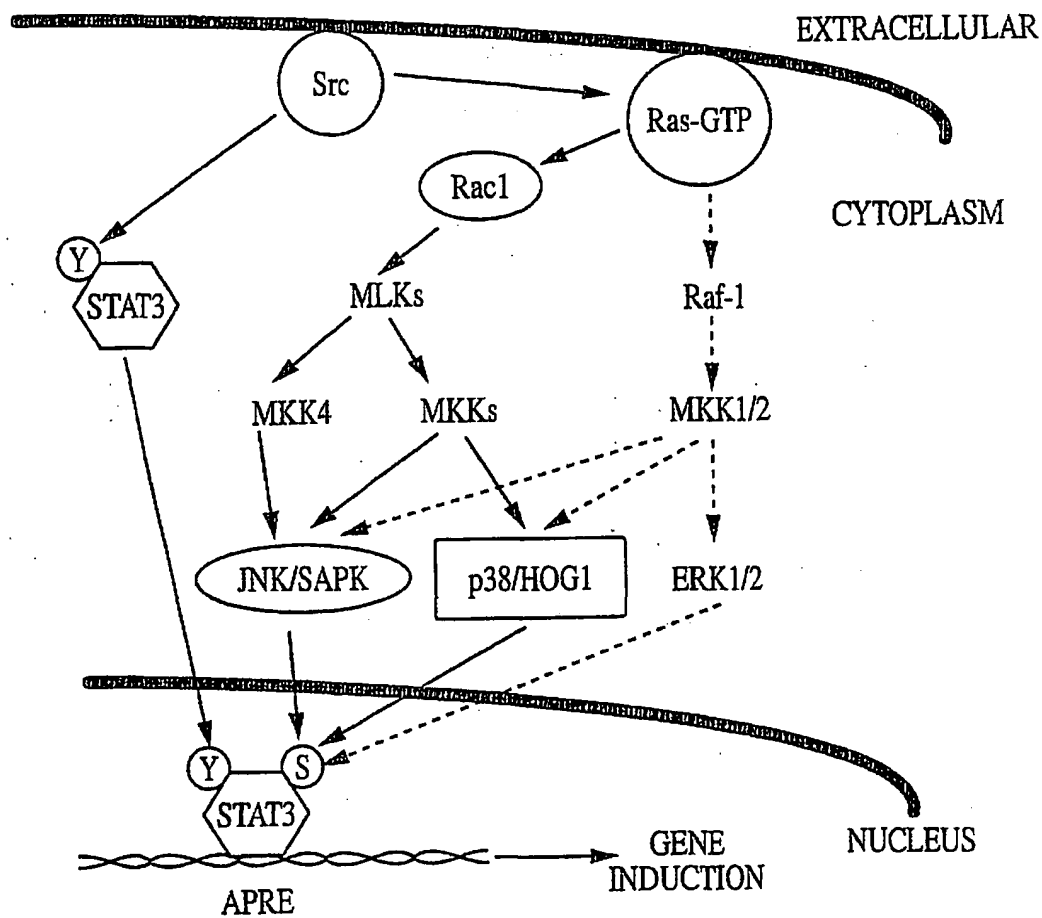 EXTRACELLULAR
Src
Ras-GTP
Rac1
CYTOPLASM
Y
STAT3
MLKs
Raf-1
MKK4
MKKs
MKK1/2
JNK/SAPK
p38/HOG1
ERK1/2
Y
S
STAT3
NUCLEUS
GENE
INDUCTION
APRE